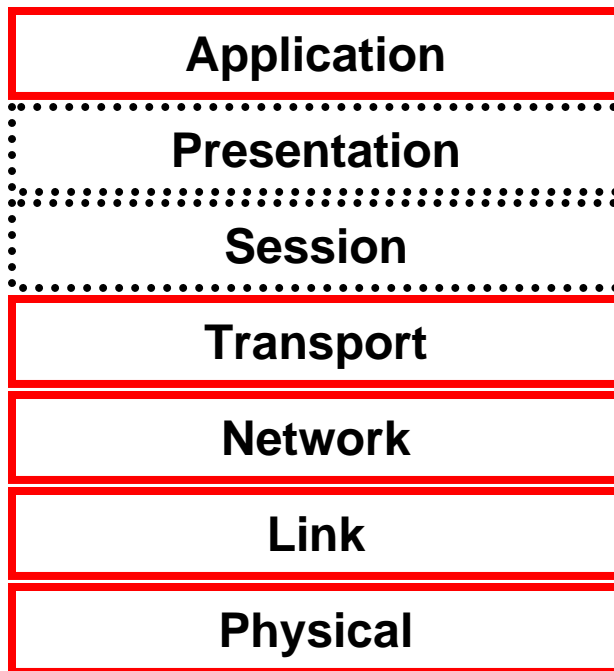 Application
Presentation
Session
Transport
Network
Link
Physical